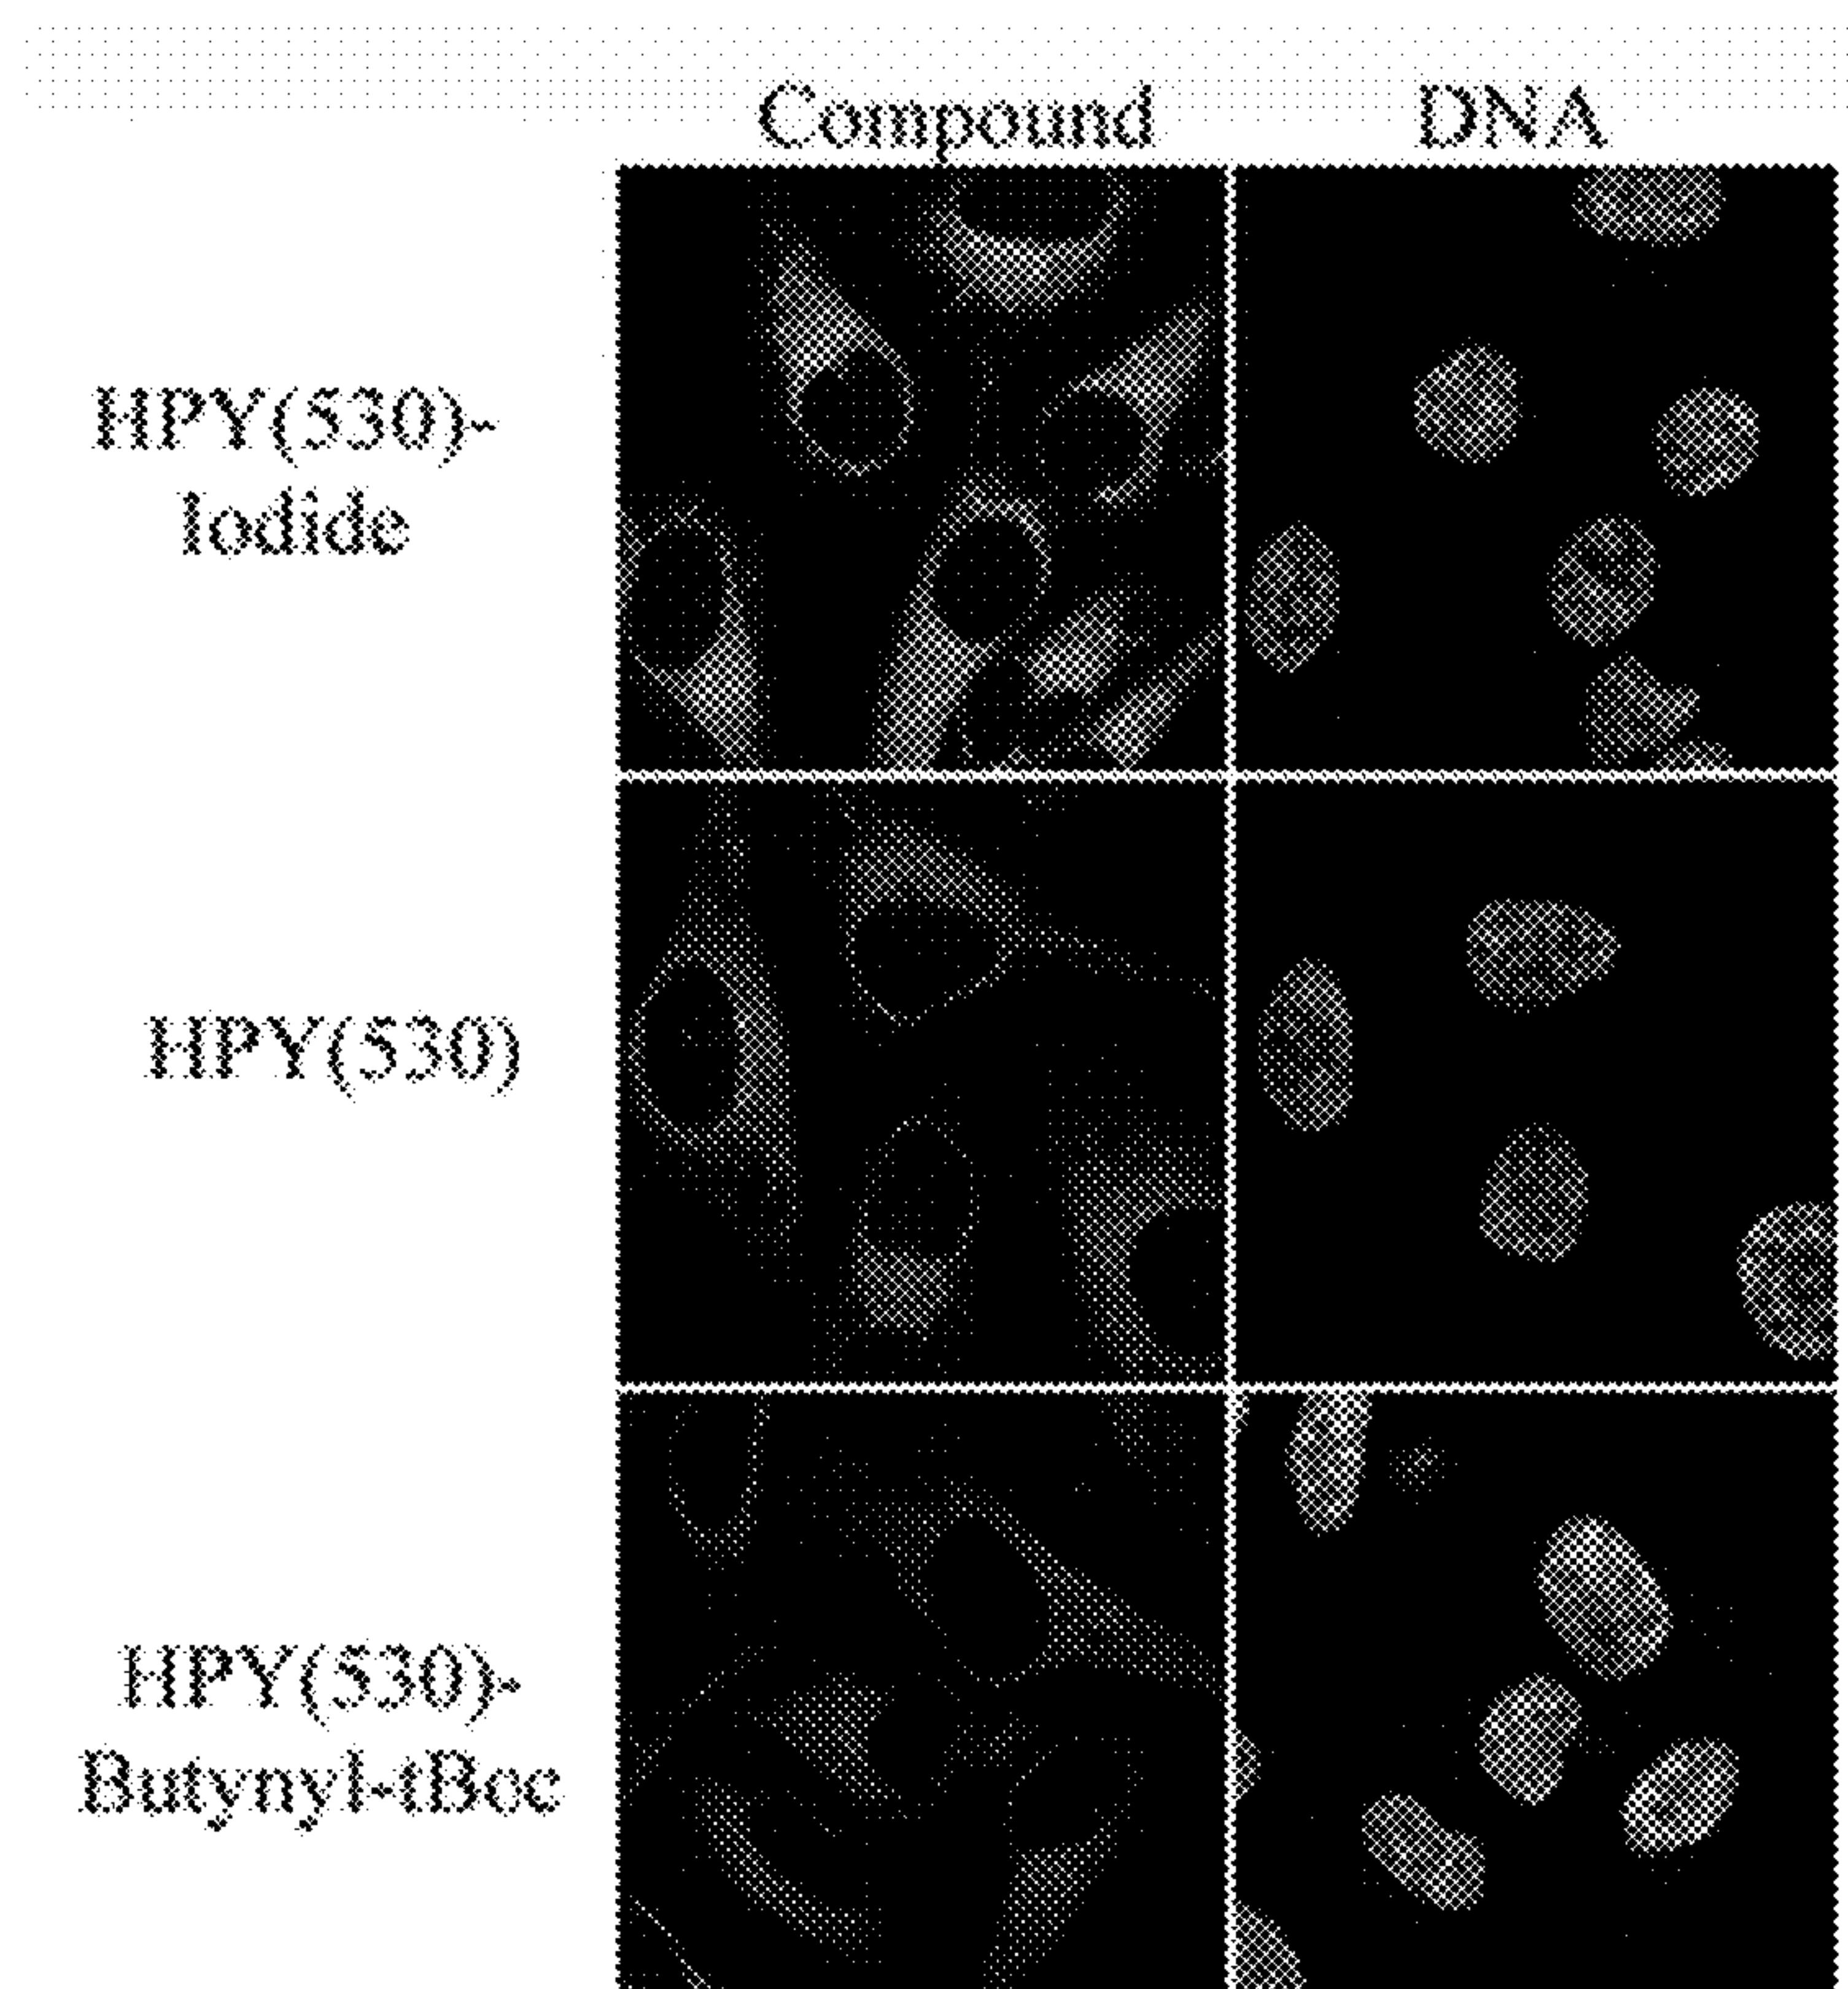 Compound DNA
HPY(530)-
Iodide
HPY(530)
HPY(530)-
Butynyl-tBoc